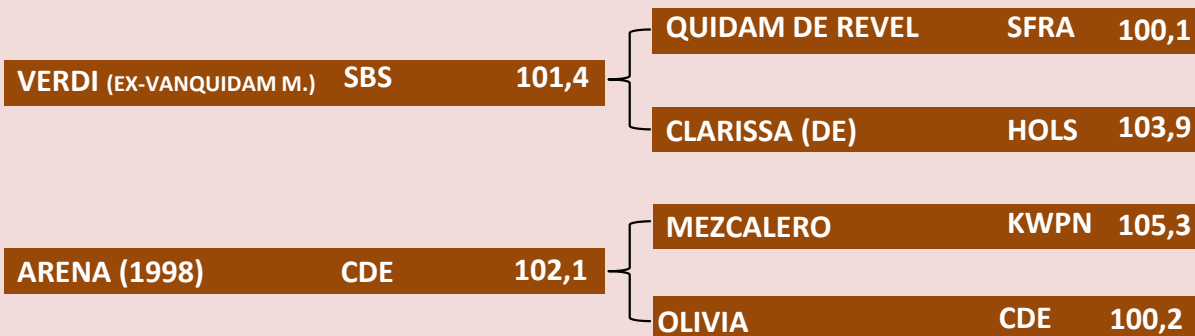 QUIDAM DE REVEL SFRA 100,1
VERDI (EX-VANQUIDAM M.) SBS 101,4
CLARISSA (DE) HOLS 103,9
MEZCALERO KWPN 105,3
ARENA (1998) CDE 102,1
OLIVIA CDE 100,2